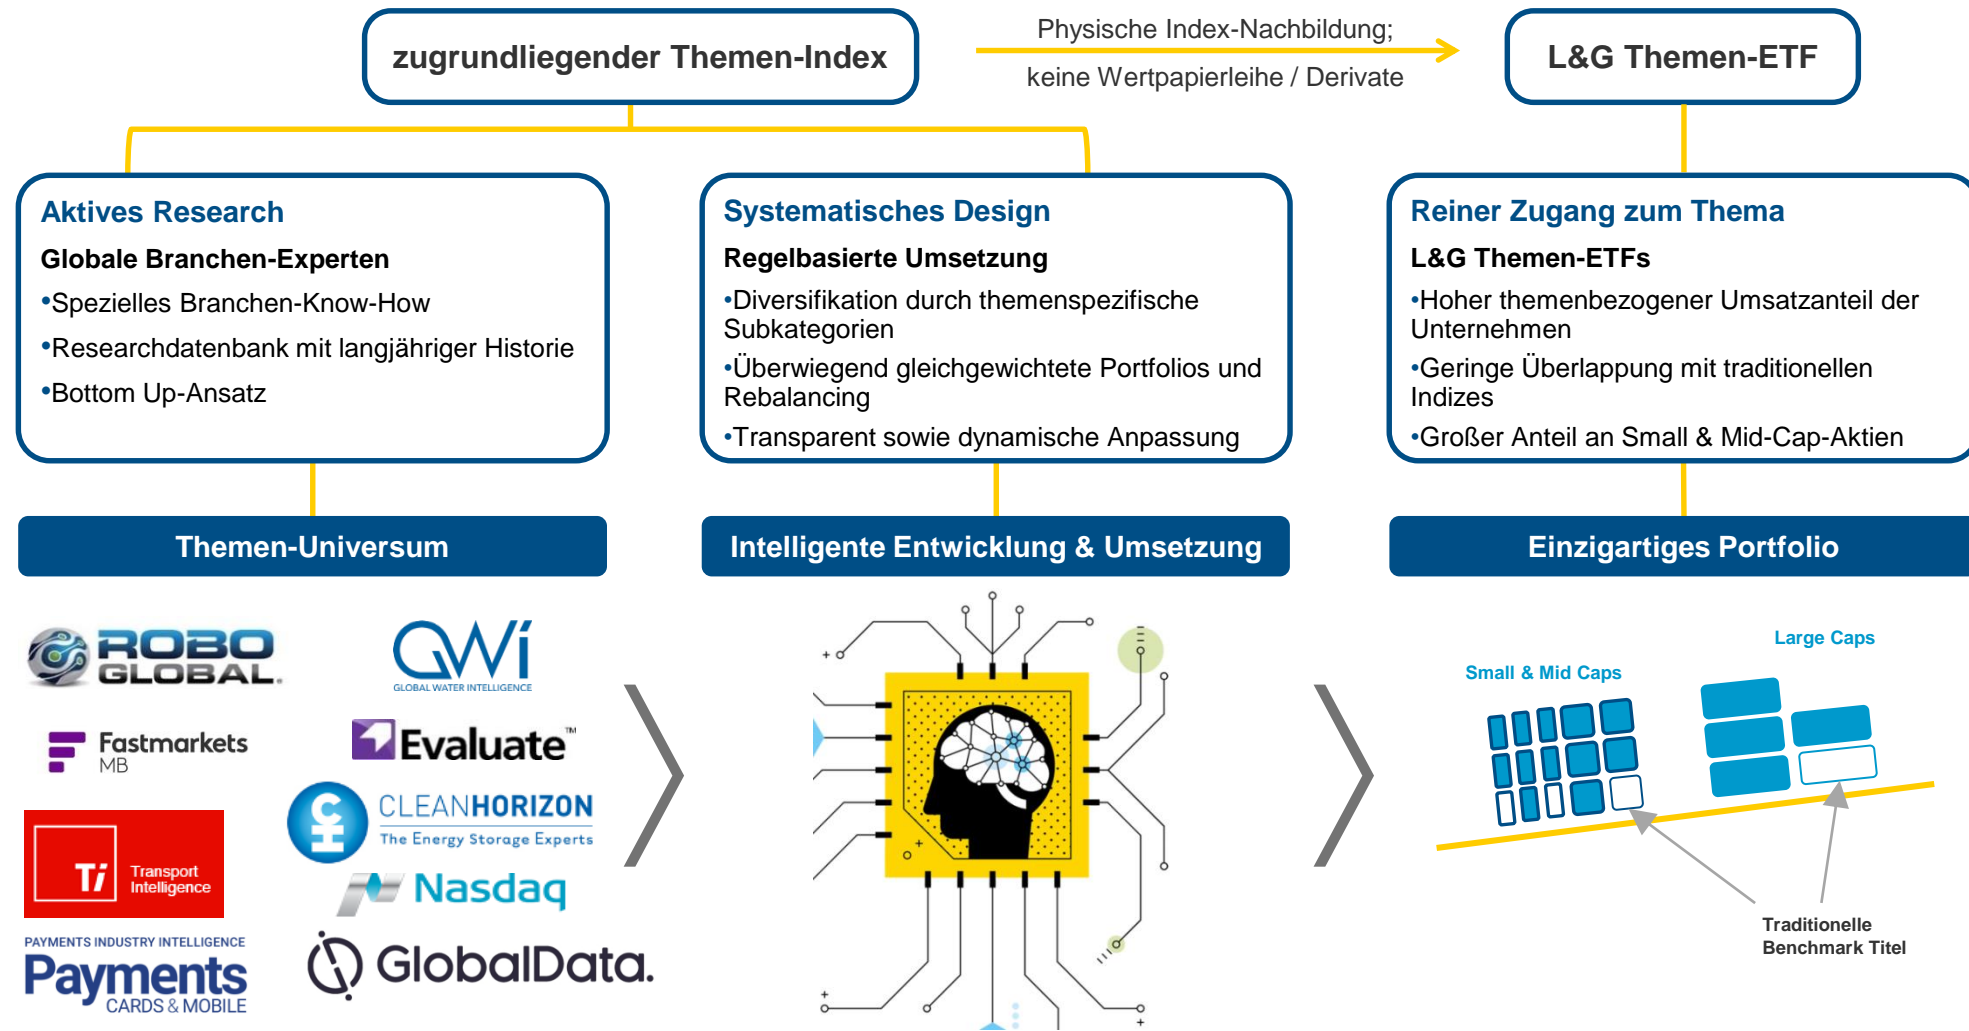 zugrundliegender Themen-Index
Physische Index-Nachbildung;
keine Wertpapierleihe / Derivate
L&G Themen-ETF
Aktives Research
Globale Branchen-Experten
•Spezielles Branchen-Know-How
•Researchdatenbank mit langjähriger Historie
•Bottom Up-Ansatz
Systematisches Design
Regelbasierte Umsetzung
•Diversifikation durch themenspezifische
Subkategorien
•Überwiegend gleichgewichtete Portfolios und
Rebalancing
•Transparent sowie dynamische Anpassung
Reiner Zugang zum Thema
L&G Themen-ETFs
•Hoher themenbezogener Umsatzanteil der
Unternehmen
•Geringe Überlappung mit traditionellen
Indizes
•Großer Anteil an Small & Mid-Cap-Aktien
Themen-Universum
Intelligente Entwicklung & Umsetzung
Einzigartiges Portfolio
ROBO
GLOBAL®
GWi
GLOBAL WATER INTELLIGENCE
Fastmarkets
MB
Evaluate™
CLEANHORIZON
The Energy Storage Experts
Ti
Transport
Intelligence
Nasdaq
PAYMENTS INDUSTRY INTELLIGENCE
Payments
CARDS & MOBILE
GlobalData.
Large Caps
Small & Mid Caps
Traditionelle
Benchmark Titel